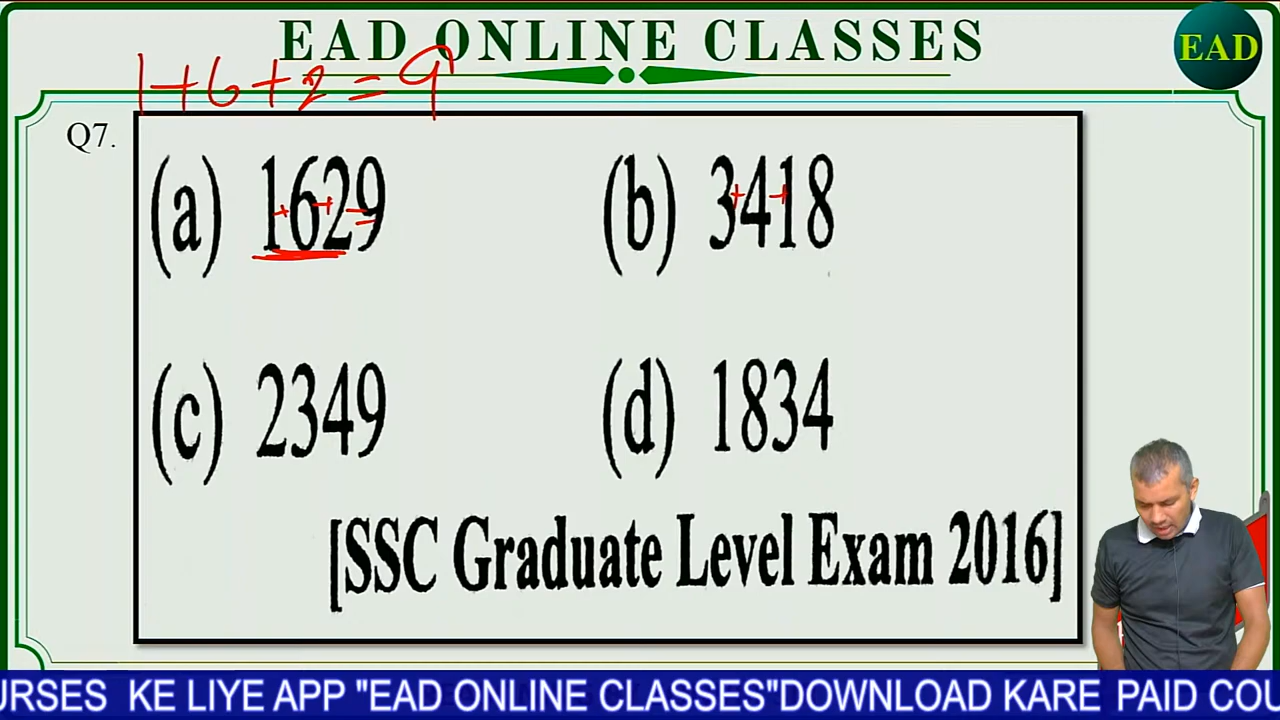 EAD ONLINE CLASSES
EAD
1+6+2=9
Q7.
(a) 1629 (b) 3418
(c) 2349 (d) 1834
[SSC Graduate Level Exam 2016]
URSES KE LIYE APP "EAD ONLINE CLASSES"DOWNLOAD KARE PAID COU